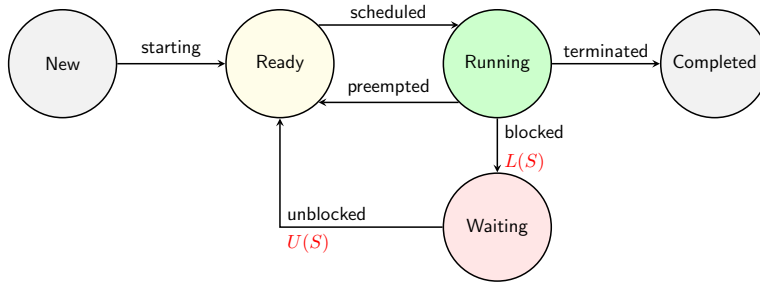 scheduled
starting
terminated
New
Ready
Running
Completed
preempted
blocked
L(S)
unblocked
Waiting
U(S)